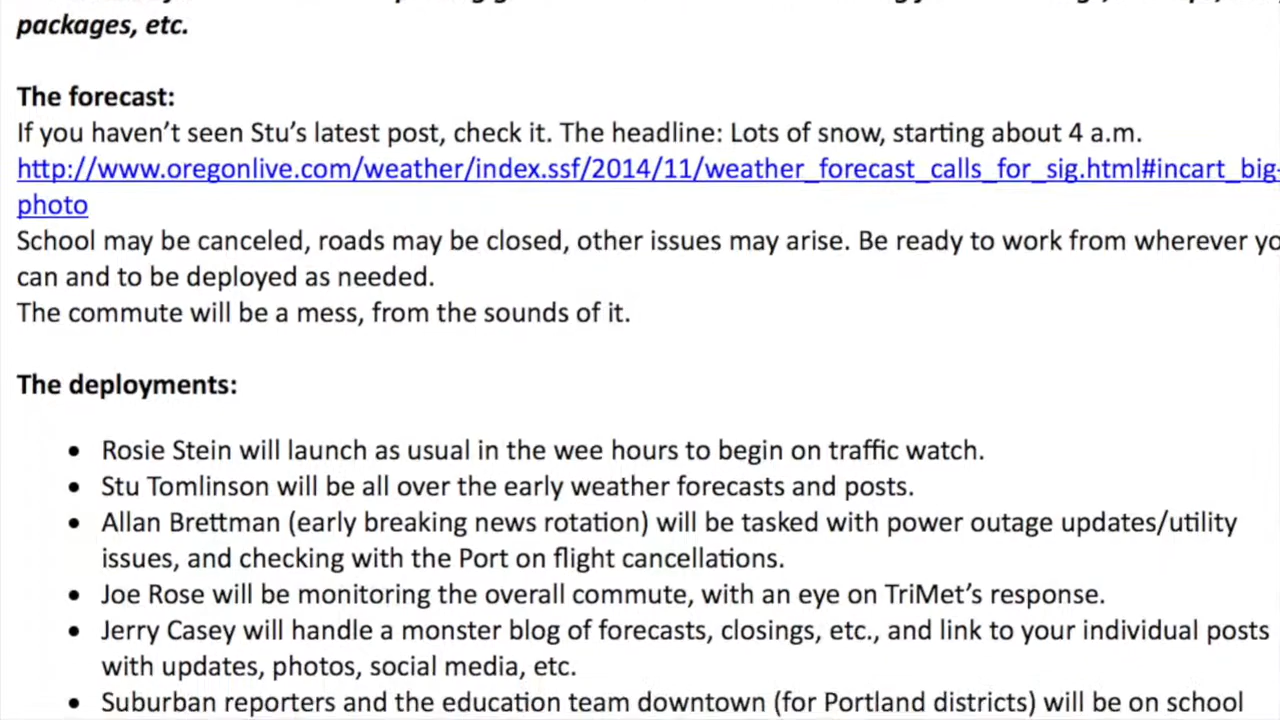 packages, etc.
The forecast:
If you haven't seen Stu's latest post, check it. The headline: Lots of snow, starting about 4 a.m.
http://www.oregonlive.com/weather/index.ssf/2014/11/weather_forecast_calls_for_sig.html#incart_big-
photo
School may be canceled, roads may be closed, other issues may arise. Be ready to work from wherever yo
can and to be deployed as needed.
The commute will be a mess, from the sounds of it.
The deployments:
• Rosie Stein will launch as usual in the wee hours to begin on traffic watch.
• Stu Tomlinson will be all over the early weather forecasts and posts.
• Allan Brettman (early breaking news rotation) will be tasked with power outage updates/utility
issues, and checking with the Port on flight cancellations.
• Joe Rose will be monitoring the overall commute, with an eye on TriMet's response.
• Jerry Casey will handle a monster blog of forecasts, closings, etc., and link to your individual posts
with updates, photos, social media, etc.
• Suburban reporters and the education team downtown (for Portland districts) will be on school